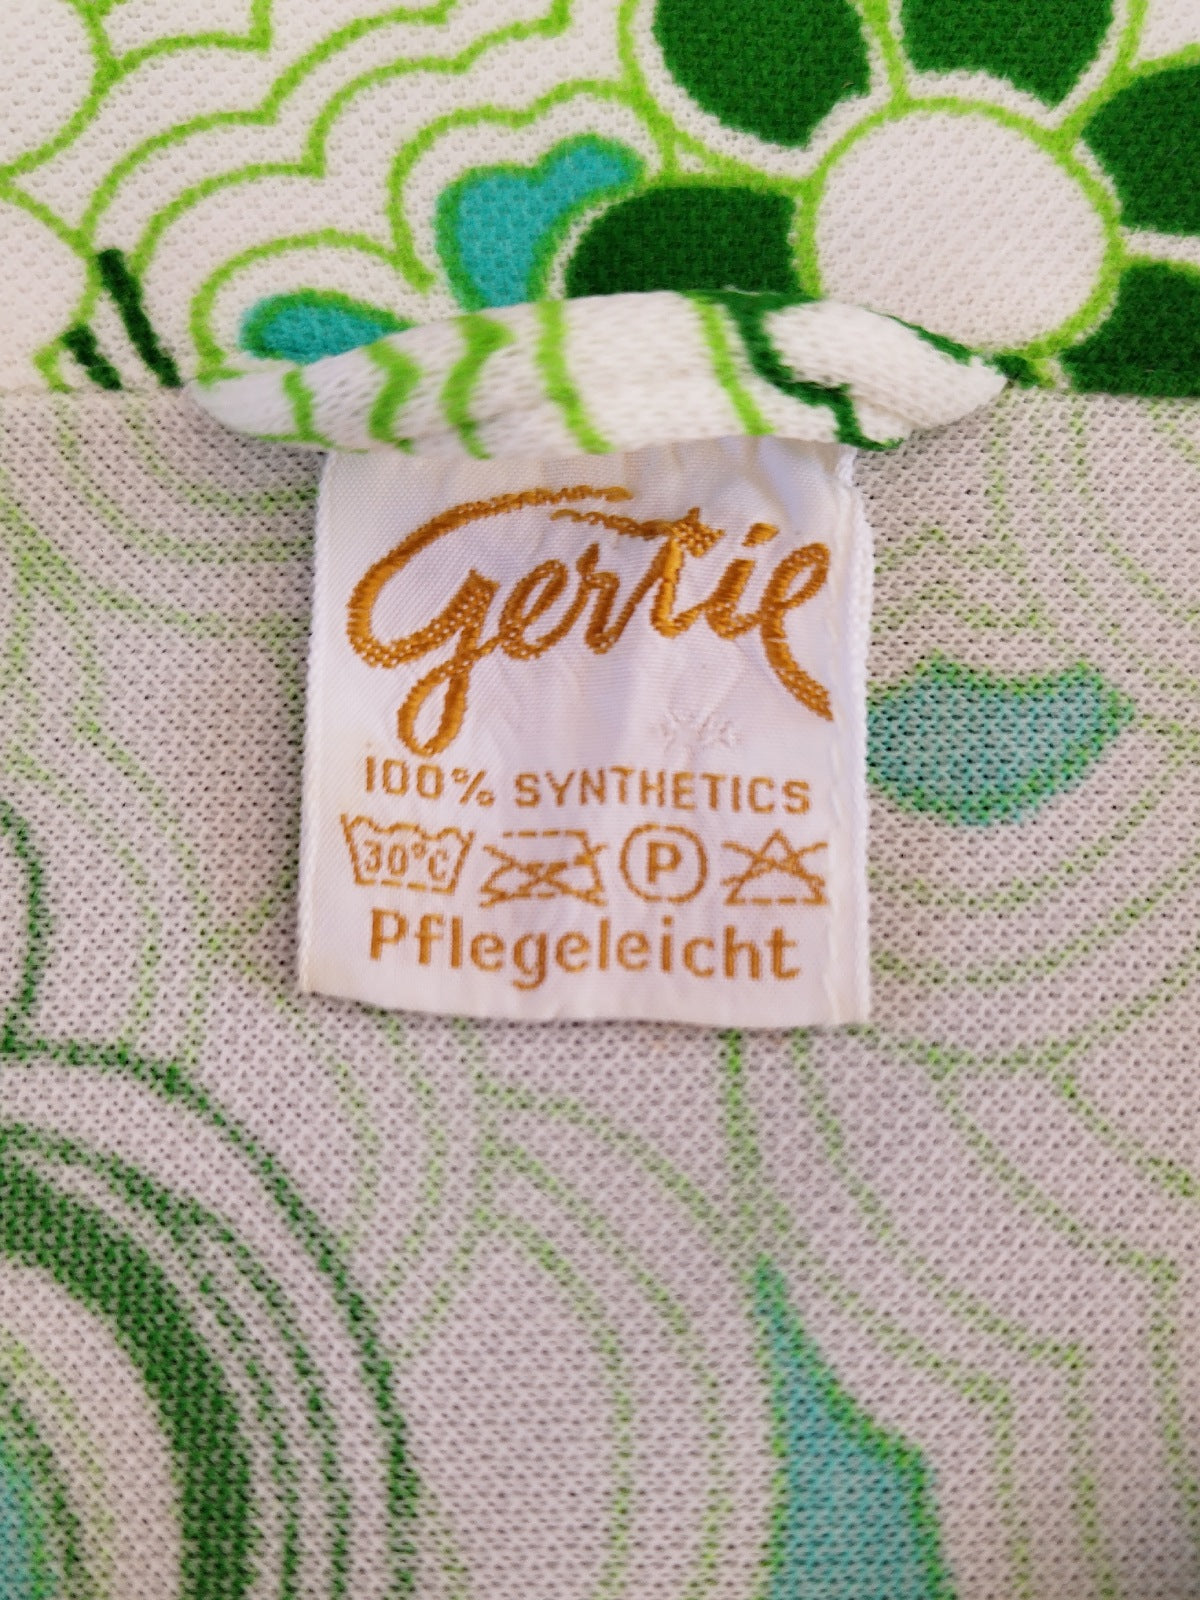 Gertie
100% SYNTHETICS
30°C P
Pflegeleicht